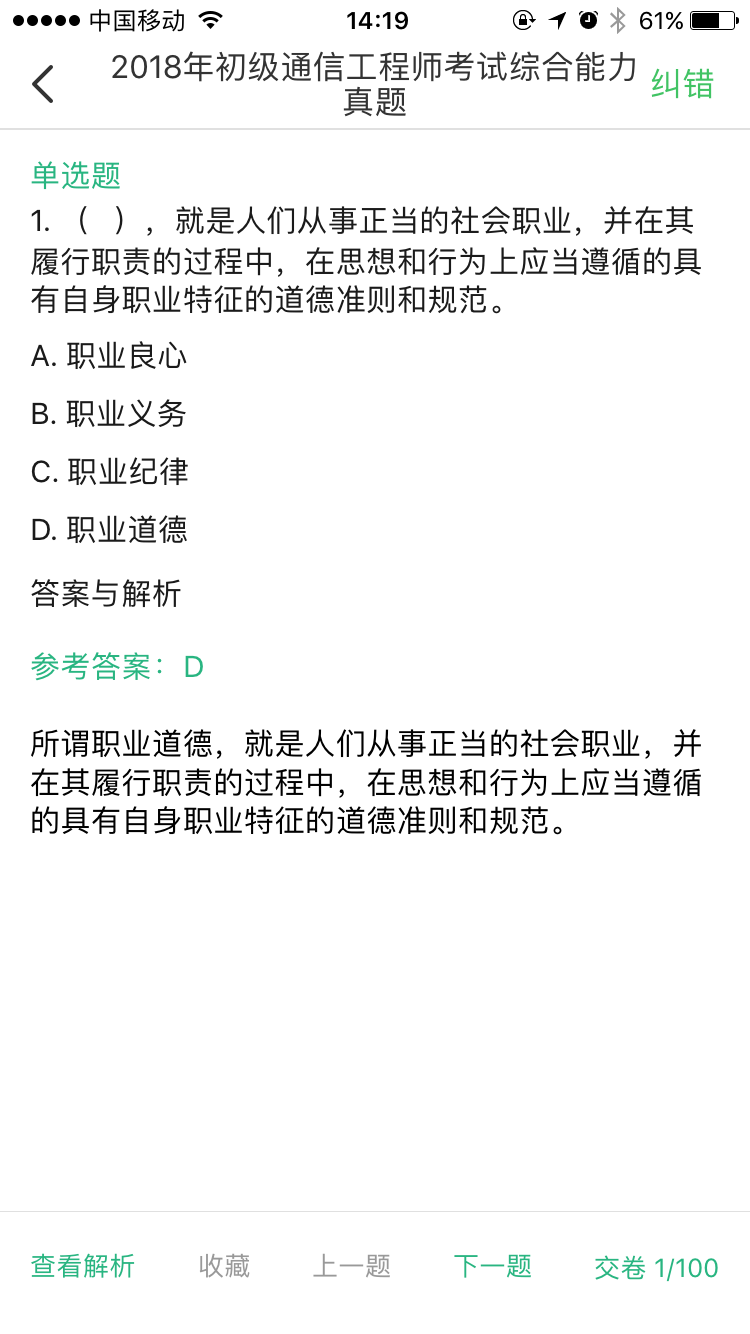 中国移动 14:19 61%
2018年初级通信工程师考试综合能力
真题
纠错
单选题
1. （ ），就是人们从事正当的社会职业，并在其
履行职责的过程中，在思想和行为上应当遵循的具
有自身职业特征的道德准则和规范。
A. 职业良心
B. 职业义务
C. 职业纪律
D. 职业道德
答案与解析
参考答案： D
所谓职业道德，就是人们从事正当的社会职业，并
在其履行职责的过程中，在思想和行为上应当遵循
的具有自身职业特征的道德准则和规范。
查看解析 收藏 上一题 下一题 交卷 1/100